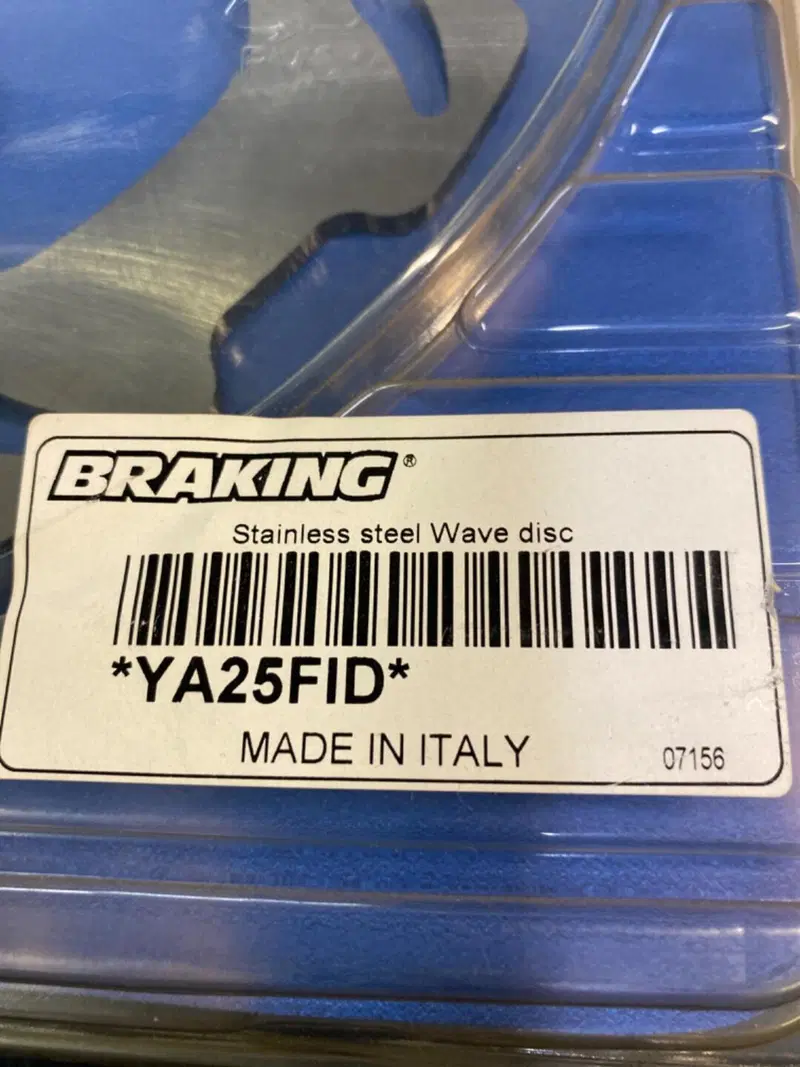 BRAKING®
Stainless steel Wave disc
*YA25FID*
MADE IN ITALY
07156